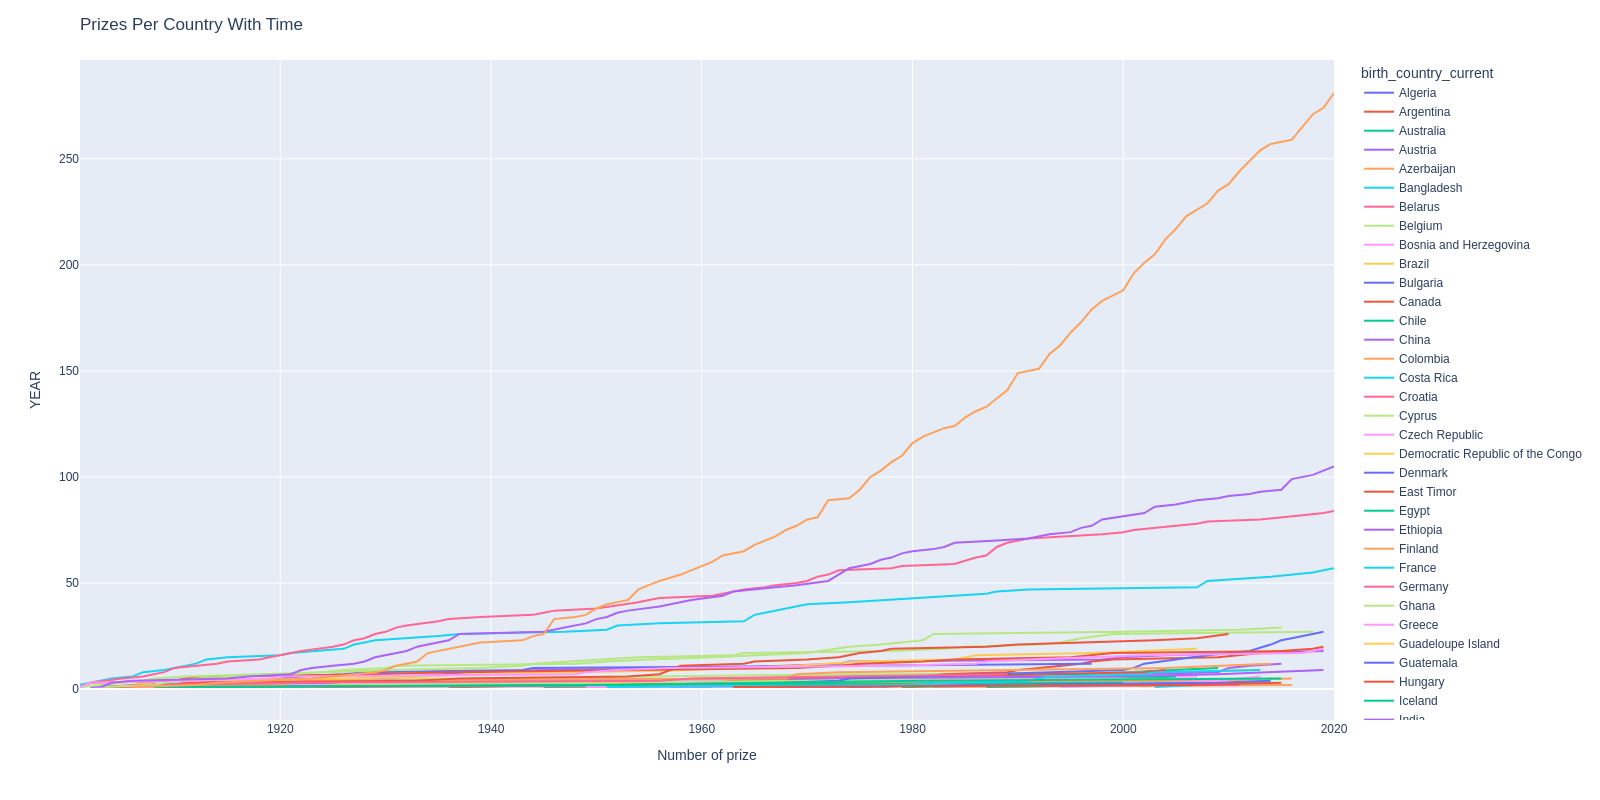 Prizes Per Country With Time
YEAR
250
200
150
100
50
0
1920
1940
1960
1980
2000
2020
Number of prize
birth_country_current
Algeria
Argentina
Australia
Austria
Azerbaijan
Bangladesh
Belarus
Belgium
Bosnia and Herzegovina
Brazil
Bulgaria
Canada
Chile
China
Colombia
Costa Rica
Croatia
Cyprus
Czech Republic
Democratic Republic of the Congo
Denmark
East Timor
Egypt
Ethiopia
Finland
France
Germany
Ghana
Greece
Guadeloupe Island
Guatemala
Hungary
Iceland
India